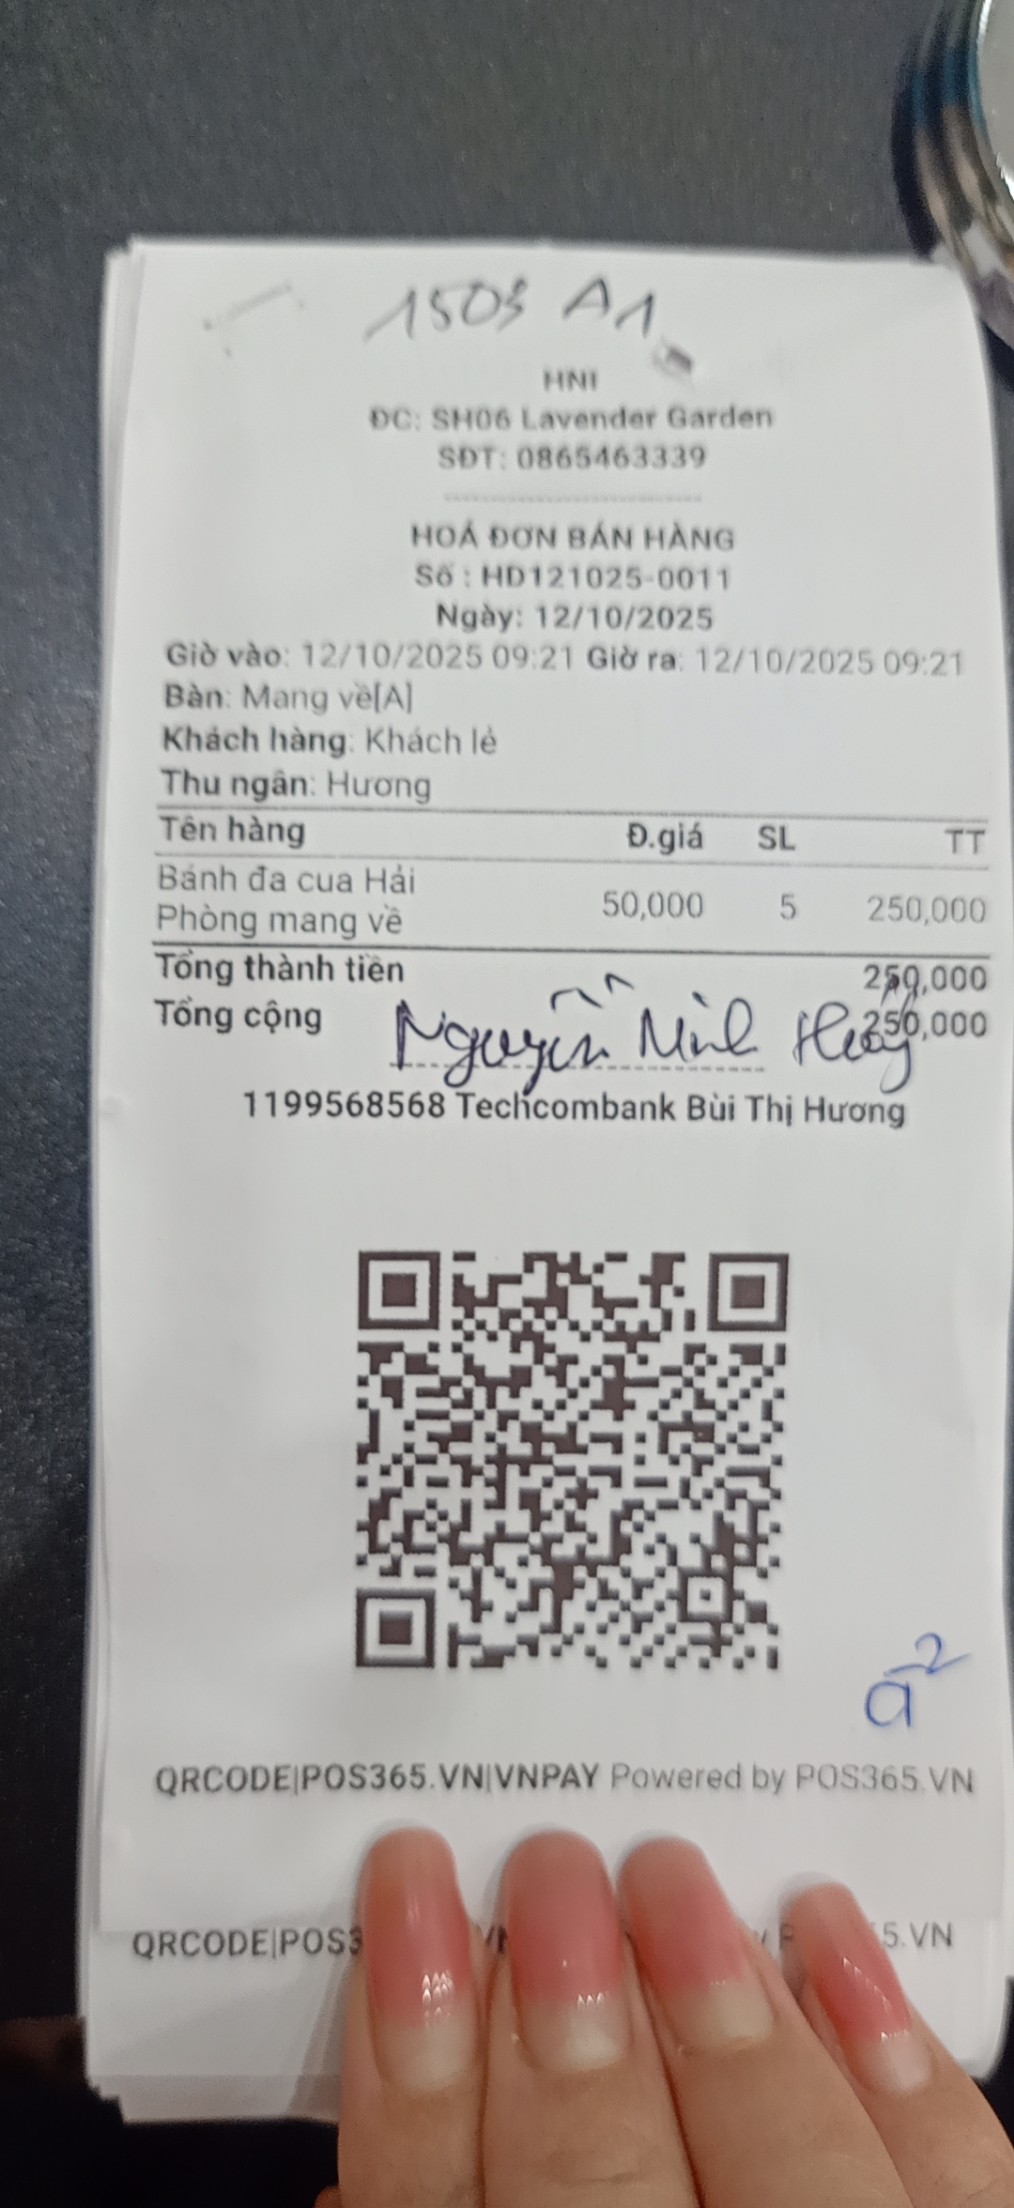 1503 A1
HNI
ĐC: SH06 Lavender Garden
SĐT: 0865463339
HOÁ ĐƠN BÁN HÀNG
Số : HD121025-0011
Ngày: 12/10/2025
Giờ vào: 12/10/2025 09:21 Giờ ra: 12/10/2025 09:21
Bàn: Mang về[A]
Khách hàng: Khách lẻ
Thu ngân: Hương
Tên hàng Đ.giá SL TT
Bánh đa cua Hải Phòng mang về 50,000 5 250,000
Tổng thành tiền 250,000
Tổng cộng 250,000
Nguyễn Minh
1199568568 Techcombank Bùi Thị Hương
a²
QRCODE|POS365.VN|VNPAY Powered by POS365.VN
QRCODE|POS3 5.VN